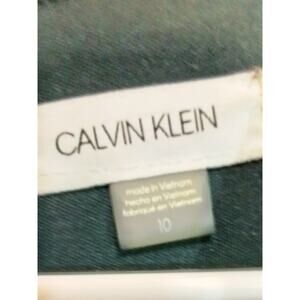 CALVIN KLEIN
made in Vietnam
hecho en Vietnam
fabriqué en Vietnam
10